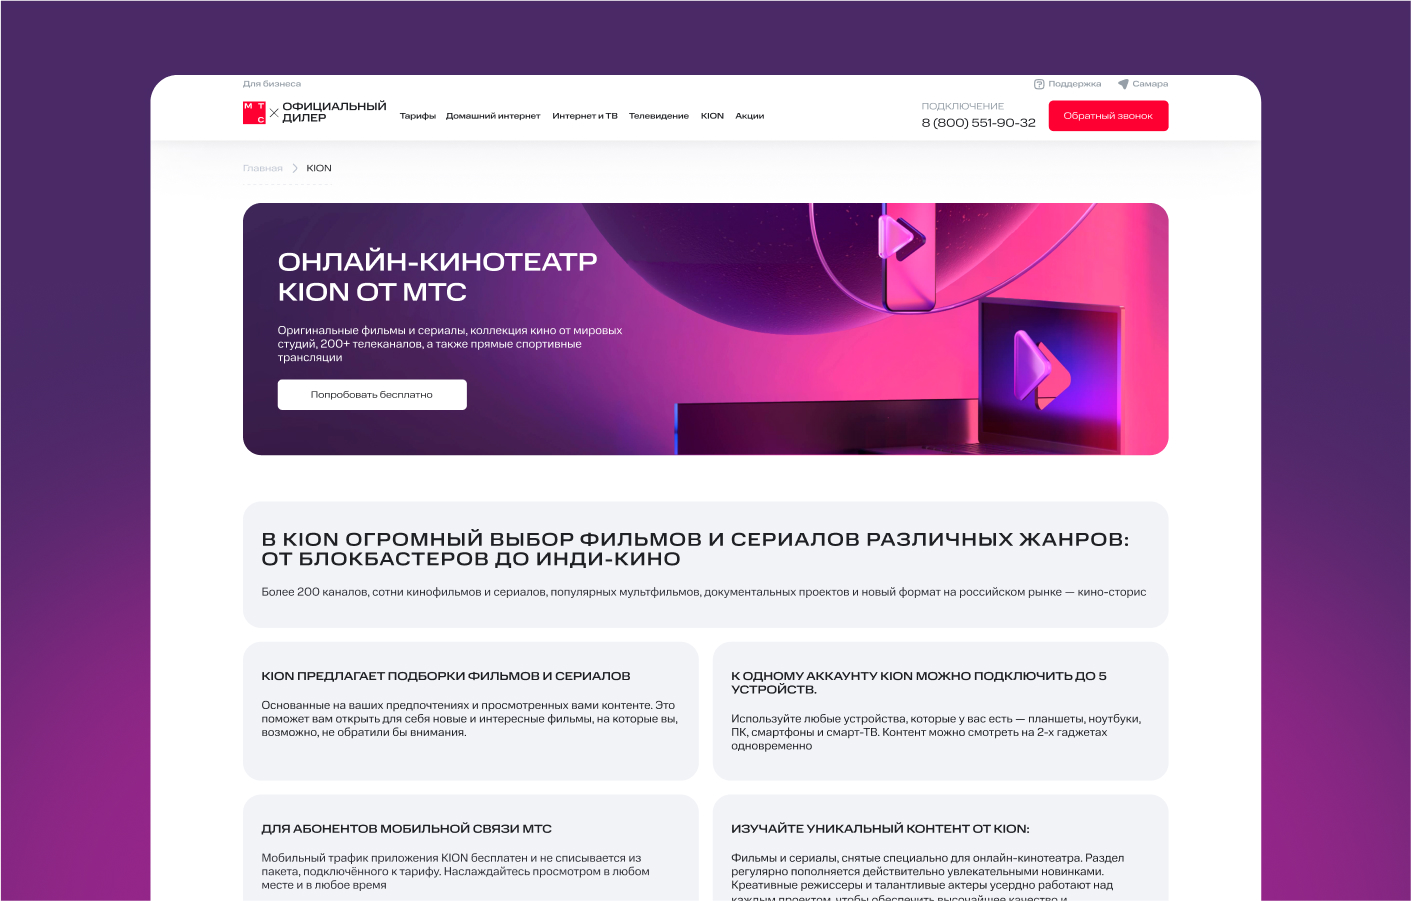 Для бизнеса
Поддержка
Самара
МТС
ОФИЦИАЛЬНЫЙ
ДИЛЕР
Тарифы Домашний интернет Интернет и ТВ Телевидение KION Акции
ПОДКЛЮЧЕНИЕ
8 (800) 551-90-32
Обратный звонок
Главная
KION
ОНЛАЙН-КИНОТЕАТР
KION ОТ МТС
Оригинальные фильмы и сериалы, коллекция кино от мировых
студий, 200+ телеканалов, а также прямые спортивные
трансляции
Попробовать бесплатно
В KION ОГРОМНЫЙ ВЫБОР ФИЛЬМОВ И СЕРИАЛОВ РАЗЛИЧНЫХ ЖАНРОВ:
ОТ БЛОКБАСТЕРОВ ДО ИНДИ-КИНО
Более 200 каналов, сотни кинофильмов и сериалов, популярных мультфильмов, документальных проектов и новый формат на российском рынке — кино-сторис
KION ПРЕДЛАГАЕТ ПОДБОРКИ ФИЛЬМОВ И СЕРИАЛОВ
Основанные на ваших предпочтениях и просмотренных вами контенте. Это
поможет вам открыть для себя новые и интересные фильмы, на которые вы,
возможно, не обратили бы внимания.
К ОДНОМУ АККАУНТУ KION МОЖНО ПОДКЛЮЧИТЬ ДО 5
УСТРОЙСТВ.
Используйте любые устройства, которые у вас есть — планшеты, ноутбуки,
ПК, смартфоны и смарт-ТВ. Контент можно смотреть на 2-х гаджетах
одновременно
ДЛЯ АБОНЕНТОВ МОБИЛЬНОЙ СВЯЗИ МТС
Мобильный трафик приложения KION бесплатен и не списывается из
пакета, подключённого к тарифу. Наслаждайтесь просмотром в любом
месте и в любое время
ИЗУЧАЙТЕ УНИКАЛЬНЫЙ КОНТЕНТ ОТ KION:
Фильмы и сериалы, снятые специально для онлайн-кинотеатра. Раздел
регулярно пополняется действительно увлекательными новинками.
Креативные режиссеры и талантливые актеры усердно работают над
каждым проектом, чтобы обеспечить высочайшее качество и